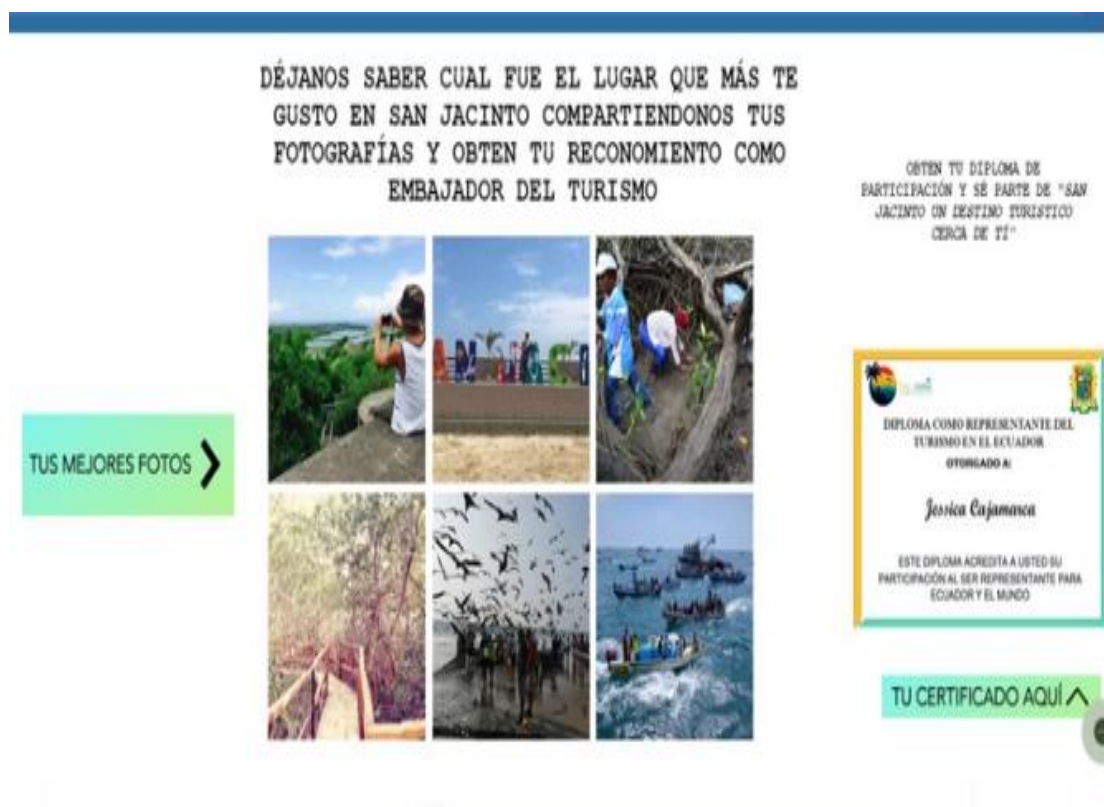 DÉJANOS SABER CUAL FUE EL LUGAR QUE MÁS TE
GUSTO EN SAN JACINTO COMPARTIENDONOS TUS
FOTOGRAFÍAS Y OBTEN TU RECONOMIENTO COMO
EMBAJADOR DEL TURISMO
TUS MEJORES FOTOS
OBTEN TU DIPLOMA DE
PARTICIPACIÓN Y SÉ PARTE DE "SAN
JACINTO UN DESTINO TURISTICO
CERCA DE TÍ"
DIPLOMA COMO REPRESENTANTE DEL
TURISMO EN EL ECUADOR
OTORGADO A:
Jessica Cajamarca
ESTE DIPLOMA ACREDITA A USTED SU
PARTICIPACIÓN AL SER REPRESENTANTE PARA
ECUADOR Y EL MUNDO
TU CERTIFICADO AQUÍ